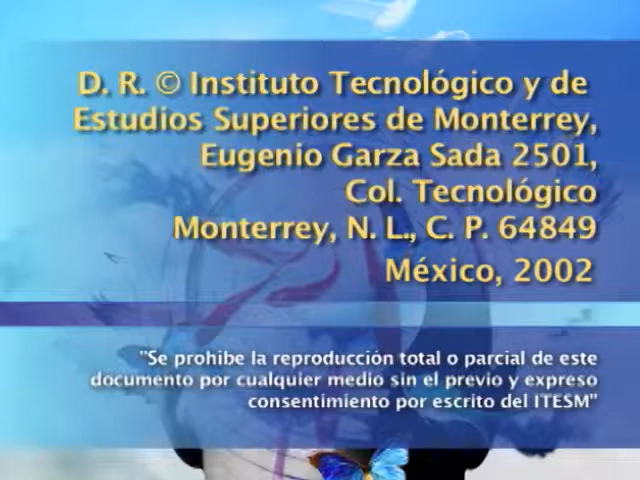 D. R. © Instituto Tecnológico y de
Estudios Superiores de Monterrey,
Eugenio Garza Sada 2501,
Col. Tecnológico
Monterrey, N. L., C. P. 64849
México, 2002
"Se prohibe la reproducción total o parcial de este
documento por cualquier medio sin el previo y expreso
consentimiento por escrito del ITESM"